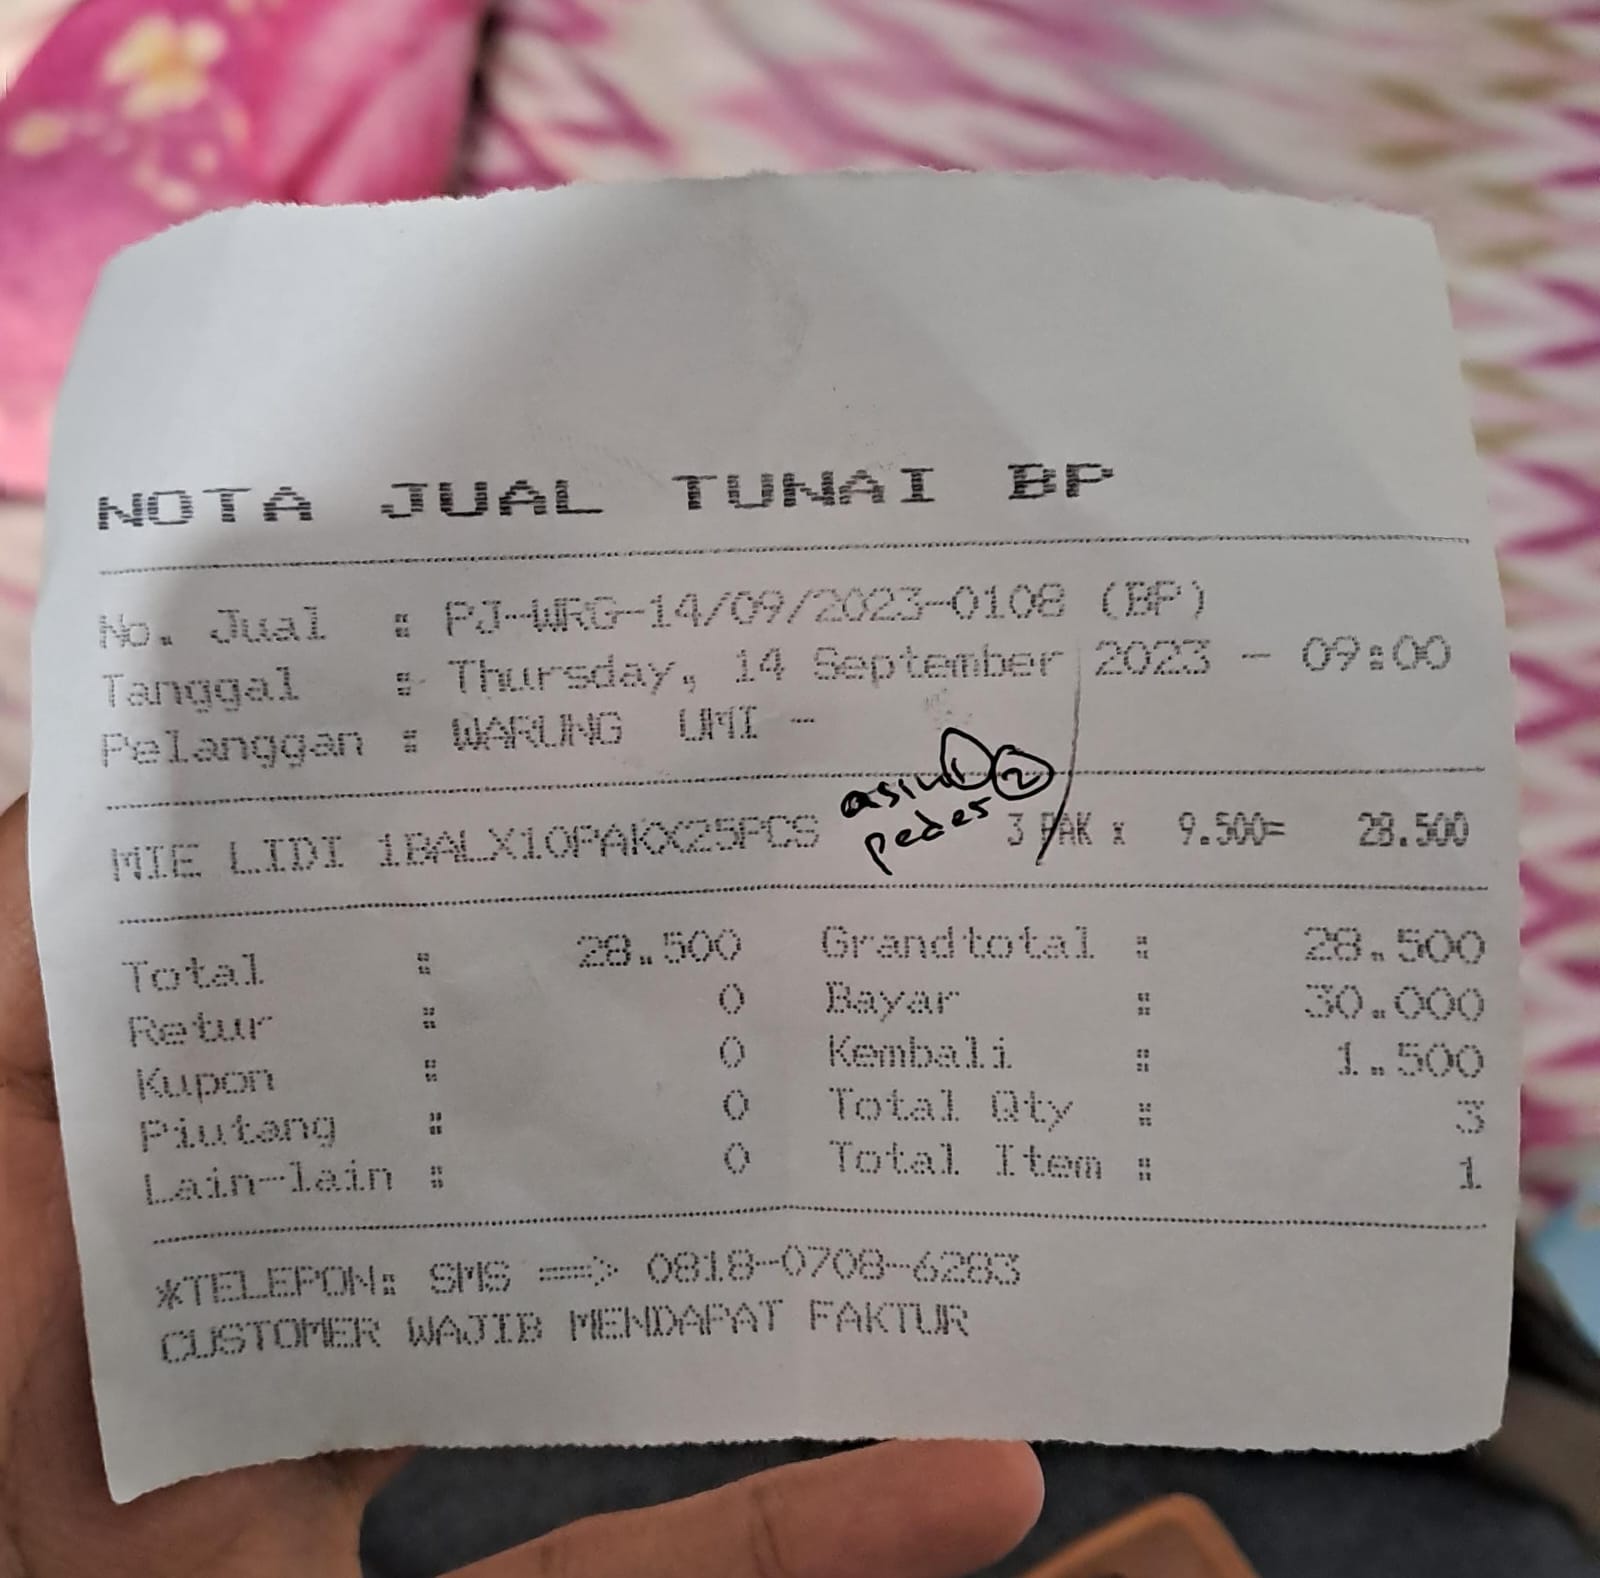 NOTA JUAL TUNAI BP
No. Jual : PJ-WRG-14/09/2023-0108 (BP)
Tanggal : Thursday, 14 September 2023 - 09:00
Pelanggan : WARUNG UMI -
asin 1 2
pedes
MIE LIDI 1BALX10PAKX25PCS 3 PAK x 9.500= 28.500
Total : 28.500 Grandtotal : 28.500
Retur : 0 Bayar : 30.000
Kupon : 0 Kembali : 1.500
Piutang : 0 Total Qty : 3
Lain-lain : 0 Total Item : 1
*TELEPON: SMS ==> 0818-0708-6283
CUSTOMER WAJIB MENDAPAT FAKTUR